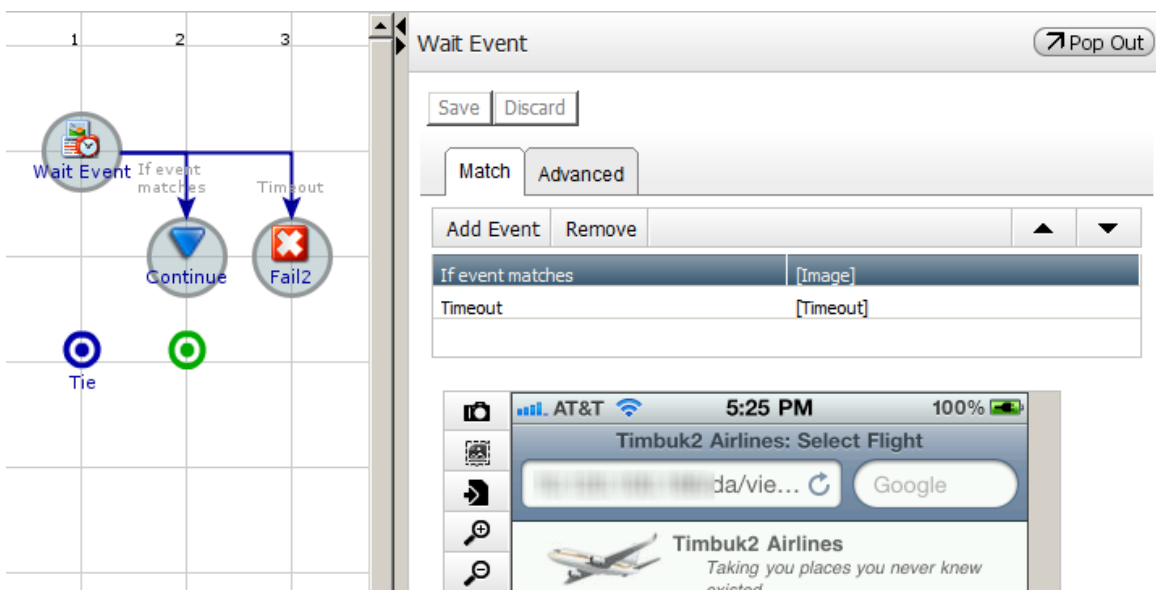 1 2 3
Wait Event
If event
matches
Timeout
Continue
Fail2
Tie
Wait Event
Pop Out
Save Discard
Match Advanced
Add Event Remove
If event matches [Image]
Timeout [Timeout]
AT&T 5:25 PM 100%
Timbuk2 Airlines: Select Flight
da/vie... Google
Timbuk2 Airlines
Taking you places you never knew
existed